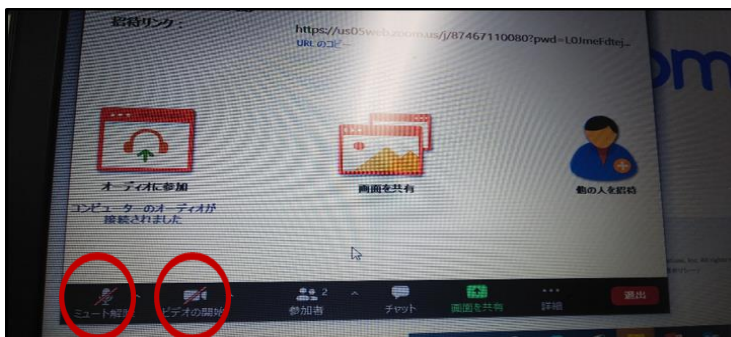 招待リンク：
https://us05web.zoom.us/j/87467110080?pwd=L0JmeFdtej...
URLのコピー
om
オーディオに参加
画面を共有
他の人を招待
コンピューターのオーディオが
接続されました
ミュート解除
ビデオの開始
2
参加者
チャット
画面を共有
詳細
退出